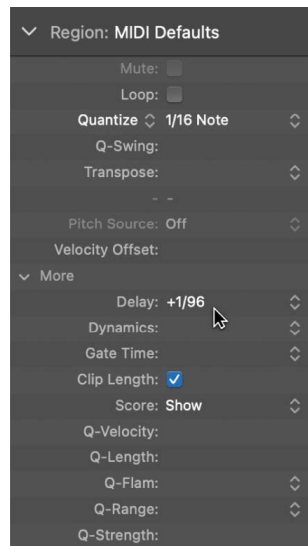 Region: MIDI Defaults
Mute:
Loop:
Quantize 1/16 Note
Q-Swing:
Transpose:
- -
Pitch Source: Off
Velocity Offset:
More
Delay: +1/96
Dynamics:
Gate Time:
Clip Length:
Score: Show
Q-Velocity:
Q-Length:
Q-Flam:
Q-Range:
Q-Strength: